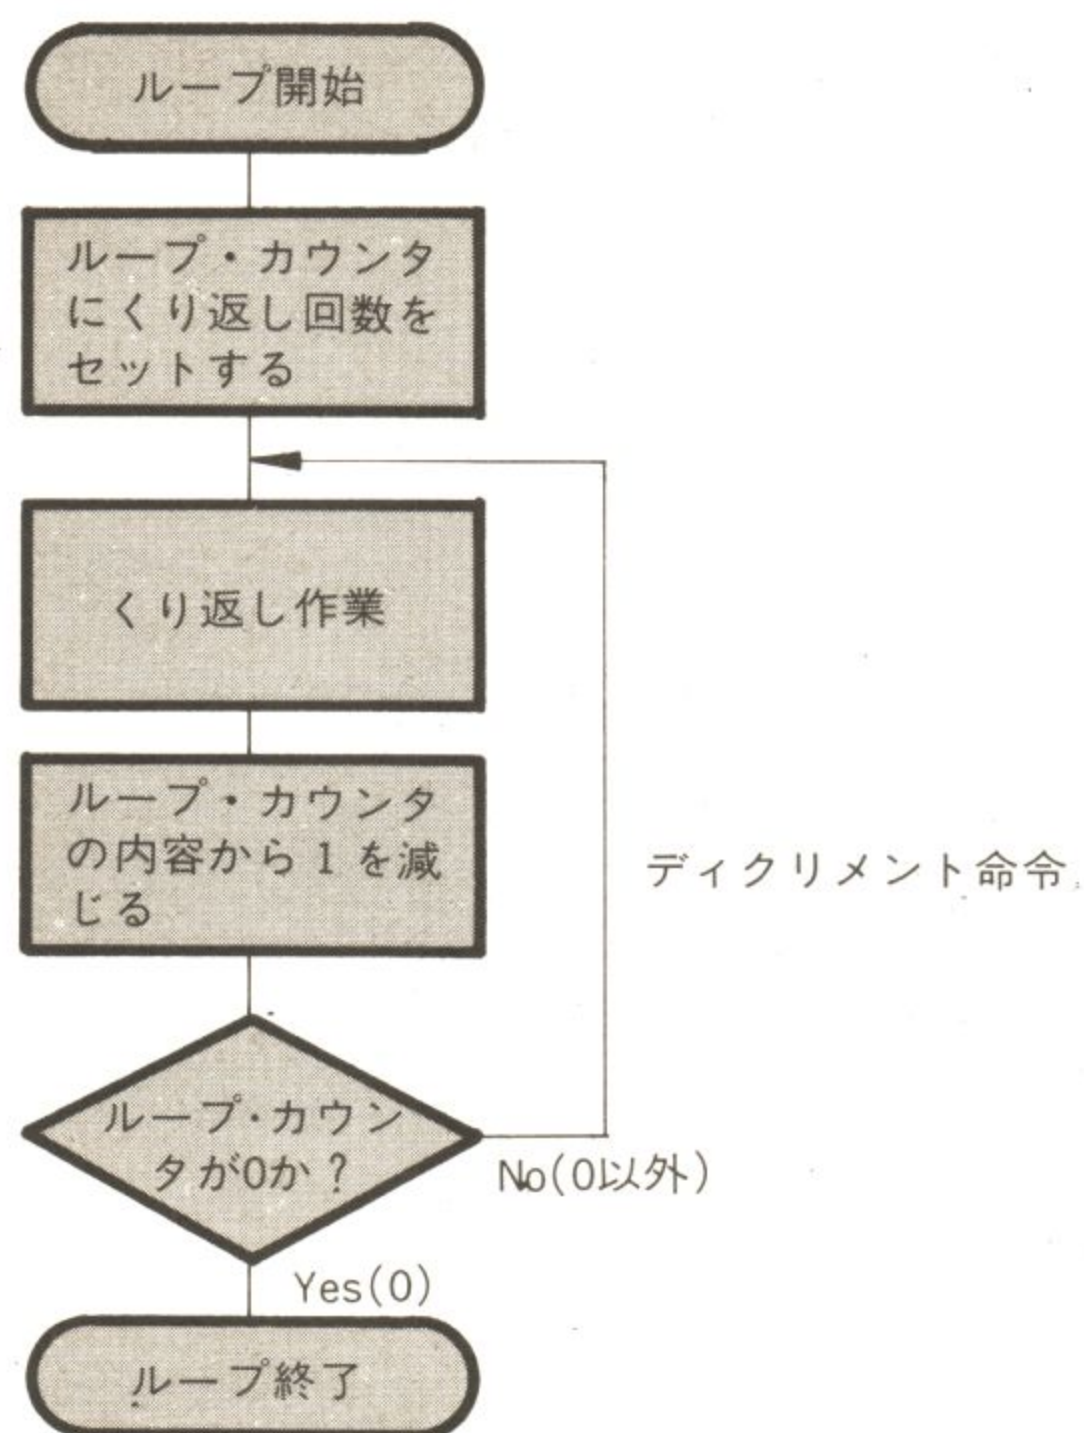 ループ開始
ループ・カウンタ
にくり返し回数を
セットする
くり返し作業
ループ・カウンタ
の内容から1を減
じる
ディクリメント命令
ループ・カウン
タが0か？
No(0以外)
Yes(0)
ループ終了